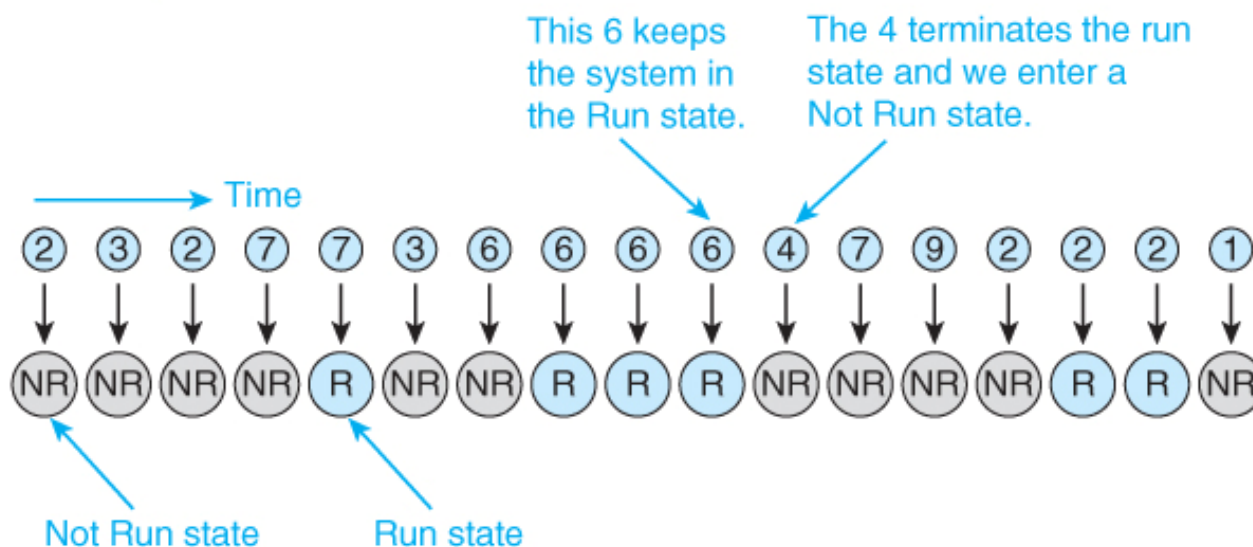 This 6 keeps
the system in
the Run state.
The 4 terminates the run
state and we enter a
Not Run state.
Time
2 3 2 7 7 3 6 6 6 6 4 7 9 2 2 2 1
NR NR NR NR R NR NR R R R NR NR NR NR R R NR
Not Run state
Run state